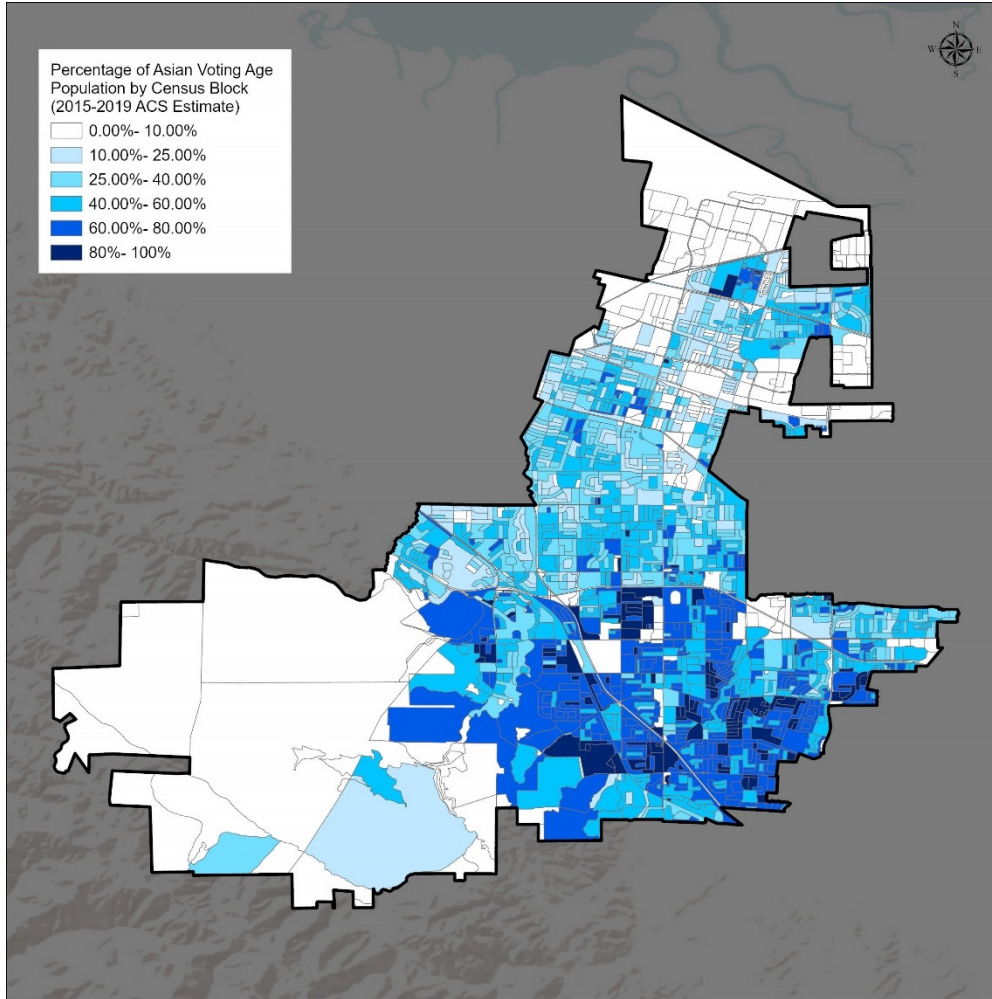 N
W E
S
Percentage of Asian Voting Age
Population by Census Block
(2015-2019 ACS Estimate)
0.00%- 10.00%
10.00%- 25.00%
25.00%- 40.00%
40.00%- 60.00%
60.00%- 80.00%
80%- 100%